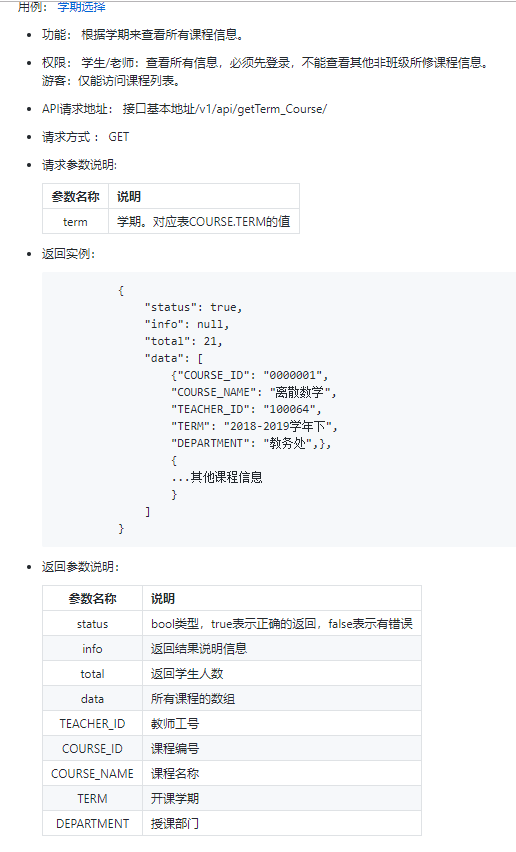 用例： 学期选择
功能： 根据学期来查看所有课程信息。
权限： 学生/老师：查看所有信息，必须先登录，不能查看其他非班级所修课程信息。
游客：仅能访问课程列表。
API请求地址： 接口基本地址/v1/api/getTerm_Course/
请求方式 ： GET
请求参数说明:
参数名称 说明
term 学期。对应表COURSE.TERM的值
返回实例：
{
"status": true,
"info": null,
"total": 21,
"data": [
{"COURSE_ID": "0000001",
"COURSE_NAME": "离散数学",
"TEACHER_ID": "100064",
"TERM": "2018-2019学年下",
"DEPARTMENT": "教务处",},
{
...其他课程信息
}
]
}
返回参数说明：
参数名称 说明
status bool类型，true表示正确的返回，false表示有错误
info 返回结果说明信息
total 返回学生人数
data 所有课程的数组
TEACHER_ID 教师工号
COURSE_ID 课程编号
COURSE_NAME 课程名称
TERM 开课学期
DEPARTMENT 授课部门